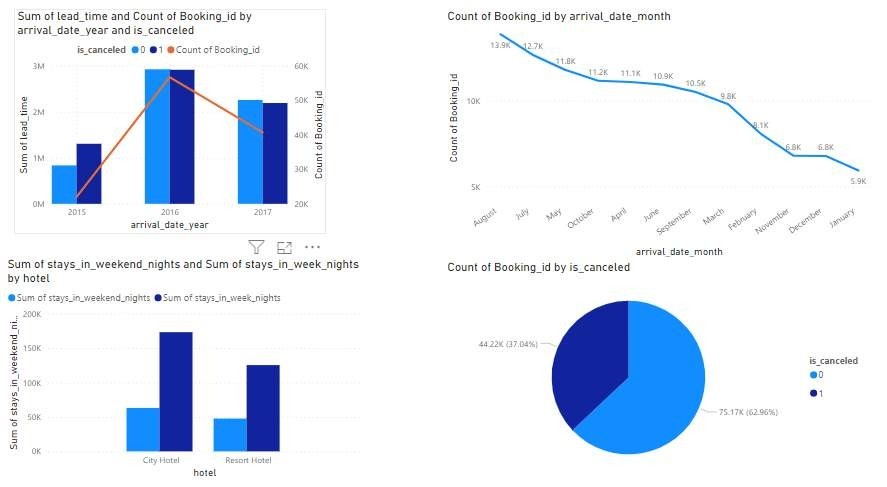 Sum of lead_time and Count of Booking_id by
arrival_date_year and is_canceled
is_canceled 0 1 Count of Booking_id
3M
2M
1M
0M
Sum of lead_time
60K
50K
40K
30K
20K
Count of Booking_id
2015 2016 2017
arrival_date_year
Count of Booking_id by arrival_date_month
Count of Booking_id
10K
5K
13.9K
12.7K
11.8K
11.2K
11.1K
10.9K
10.5K
9.8K
8.1K
6.8K
6.8K
5.9K
August July May October April June September March February November December January
arrival_date_month
Sum of stays_in_weekend_nights and Sum of stays_in_week_nights
by hotel
Sum of stays_in_weekend_nights Sum of stays_in_week_nights
Sum of stays_in_weekend_ni...
200K
150K
100K
50K
0K
City Hotel Resort Hotel
hotel
Count of Booking_id by is_canceled
44.22K (37.04%)
75.17K (62.96%)
is_canceled
0
1